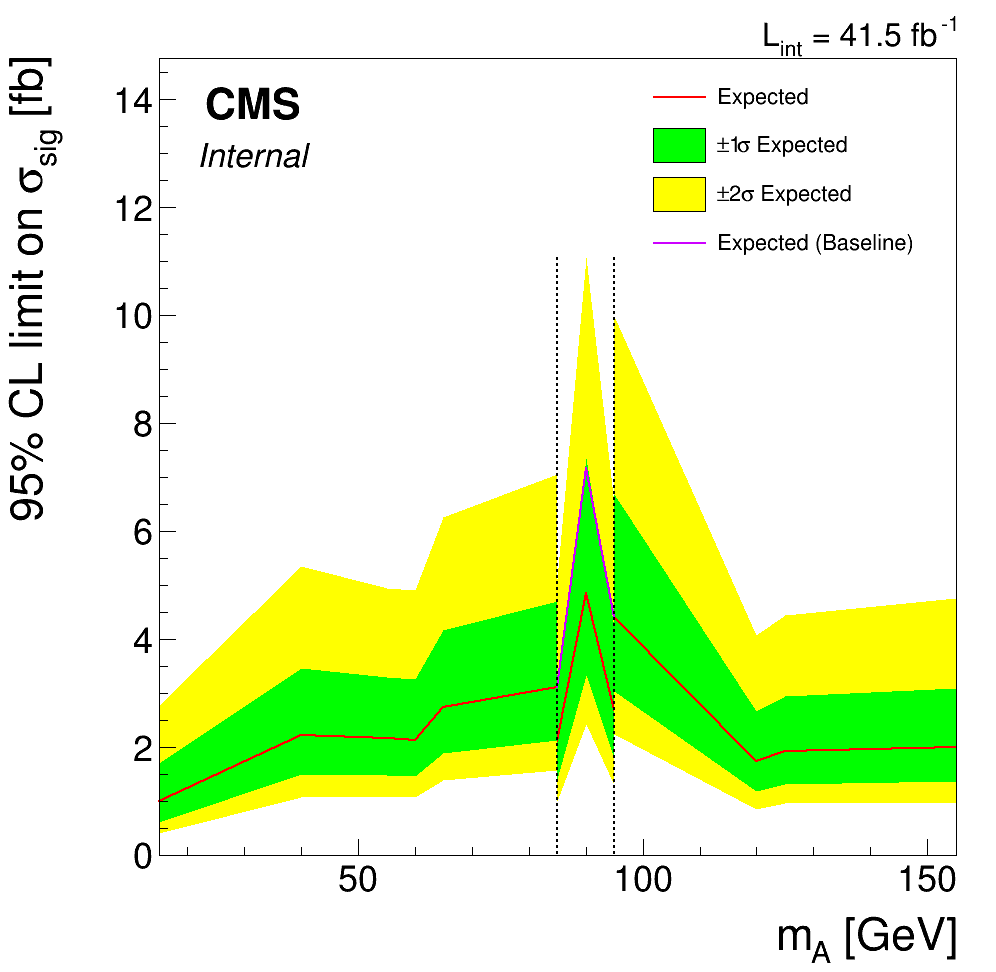 L_int = 41.5 fb^-1
95% CL limit on σ_sig [fb]
CMS
Internal
Expected
±1σ Expected
±2σ Expected
Expected (Baseline)
14
12
10
8
6
4
2
0
50
100
150
m_A [GeV]